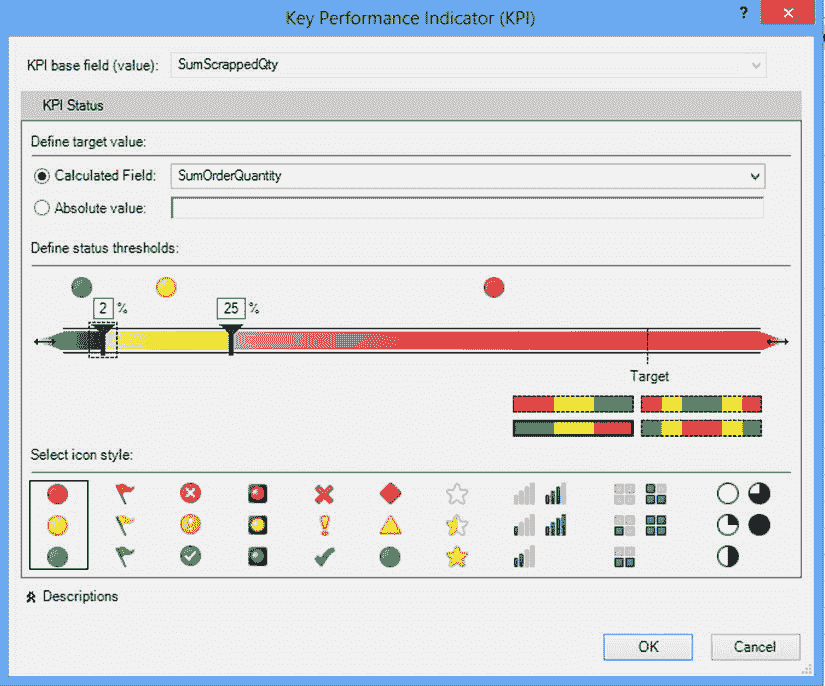 Key Performance Indicator (KPI)
?
KPI base field (value): SumScrappedQty
KPI Status
Define target value:
Calculated Field: SumOrderQuantity
Absolute value:
Define status thresholds:
2 % 25 %
Target
Select icon style:
Descriptions
OK Cancel